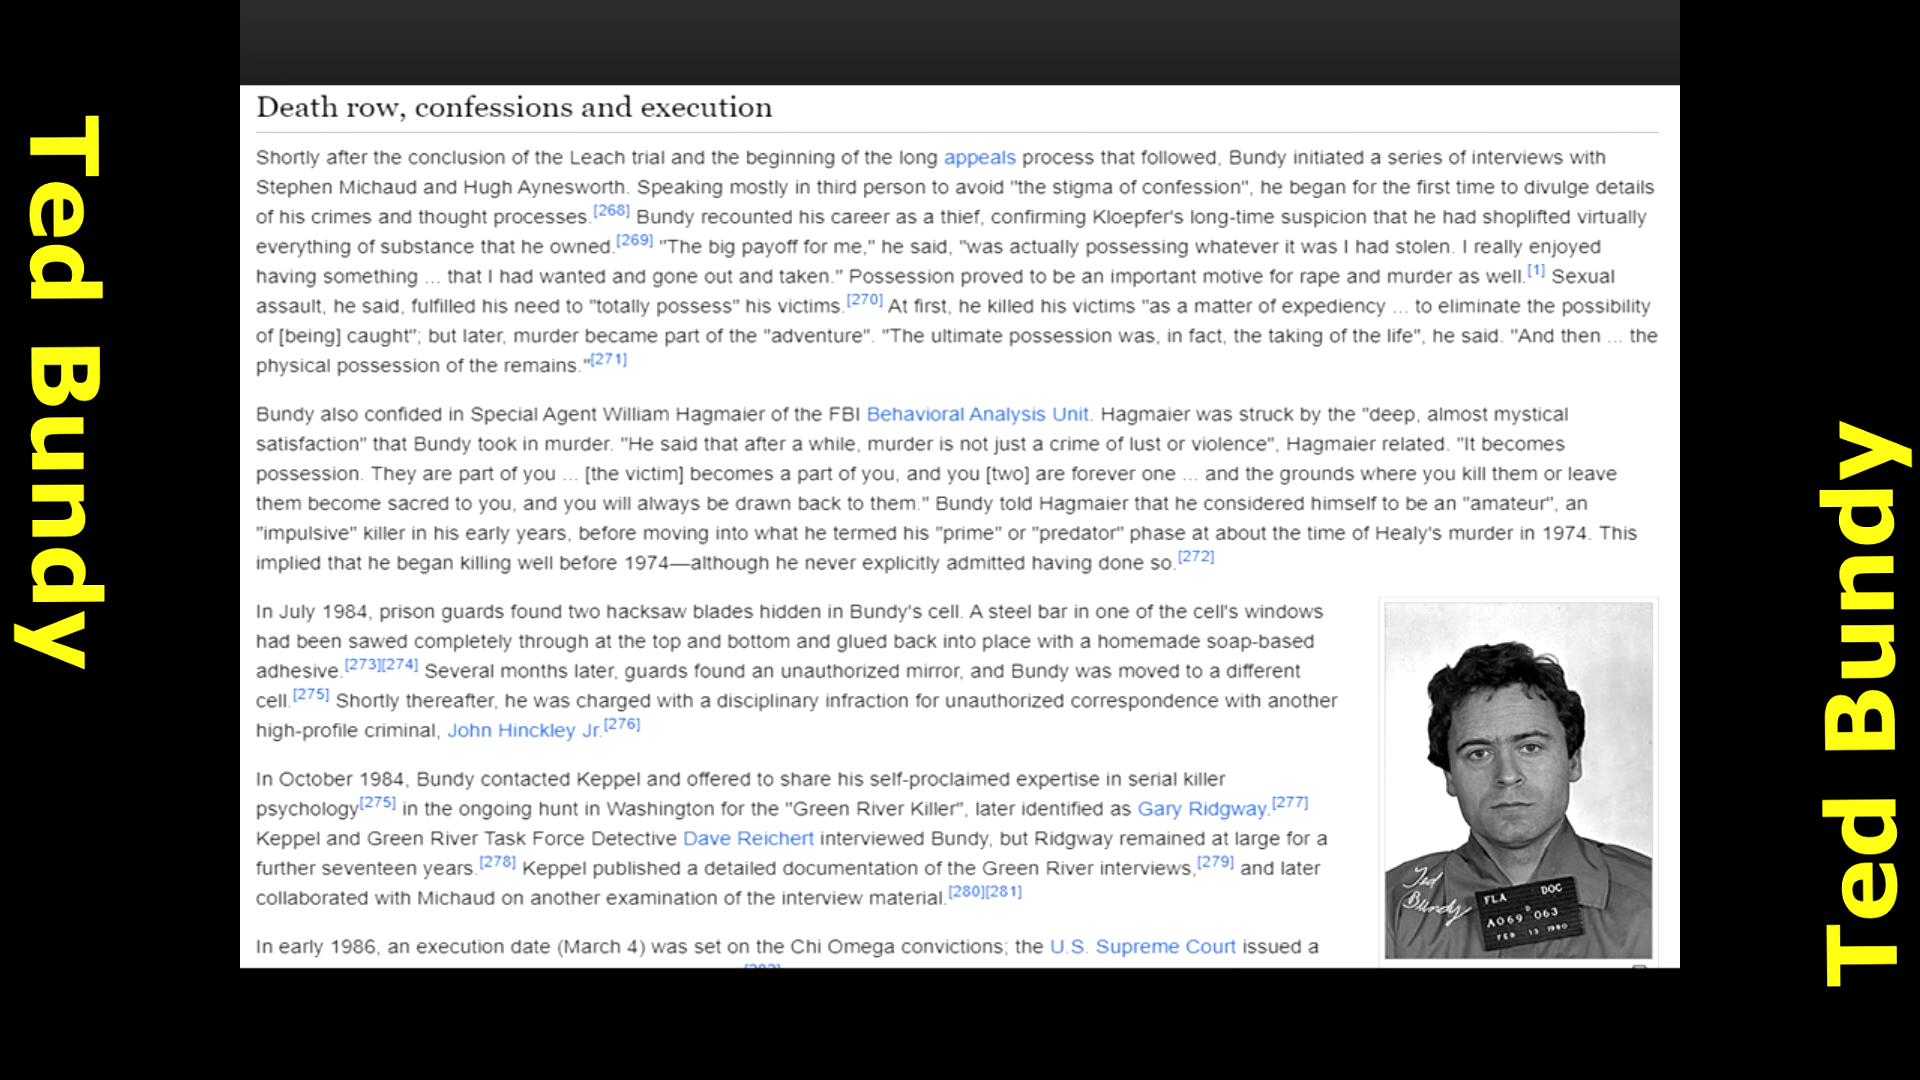 Ted Bundy
Death row, confessions and execution
Shortly after the conclusion of the Leach trial and the beginning of the long appeals process that followed, Bundy initiated a series of interviews with
Stephen Michaud and Hugh Aynesworth. Speaking mostly in third person to avoid "the stigma of confession", he began for the first time to divulge details
of his crimes and thought processes.[268] Bundy recounted his career as a thief, confirming Kloepfer's long-time suspicion that he had shoplifted virtually
everything of substance that he owned.[269] "The big payoff for me," he said, "was actually possessing whatever it was I had stolen. I really enjoyed
having something ... that I had wanted and gone out and taken." Possession proved to be an important motive for rape and murder as well.[1] Sexual
assault, he said, fulfilled his need to "totally possess" his victims.[270] At first, he killed his victims "as a matter of expediency ... to eliminate the possibility
of [being] caught"; but later, murder became part of the "adventure". "The ultimate possession was, in fact, the taking of the life", he said. "And then ... the
physical possession of the remains."[271]
Bundy also confided in Special Agent William Hagmaier of the FBI Behavioral Analysis Unit. Hagmaier was struck by the "deep, almost mystical
satisfaction" that Bundy took in murder. "He said that after a while, murder is not just a crime of lust or violence", Hagmaier related. "It becomes
possession. They are part of you ... [the victim] becomes a part of you, and you [two] are forever one ... and the grounds where you kill them or leave
them become sacred to you, and you will always be drawn back to them." Bundy told Hagmaier that he considered himself to be an "amateur", an
"impulsive" killer in his early years, before moving into what he termed his "prime" or "predator" phase at about the time of Healy's murder in 1974. This
implied that he began killing well before 1974—although he never explicitly admitted having done so.[272]
In July 1984, prison guards found two hacksaw blades hidden in Bundy's cell. A steel bar in one of the cell's windows
had been sawed completely through at the top and bottom and glued back into place with a homemade soap-based
adhesive.[273][274] Several months later, guards found an unauthorized mirror, and Bundy was moved to a different
cell.[275] Shortly thereafter, he was charged with a disciplinary infraction for unauthorized correspondence with another
high-profile criminal, John Hinckley Jr.[276]
In October 1984, Bundy contacted Keppel and offered to share his self-proclaimed expertise in serial killer
psychology[275] in the ongoing hunt in Washington for the "Green River Killer", later identified as Gary Ridgway.[277]
Keppel and Green River Task Force Detective Dave Reichert interviewed Bundy, but Ridgway remained at large for a
further seventeen years.[278] Keppel published a detailed documentation of the Green River interviews,[279] and later
collaborated with Michaud on another examination of the interview material.[280][281]
In early 1986, an execution date (March 4) was set on the Chi Omega convictions; the U.S. Supreme Court issued a
Ted Bundy
FLA DOC
A069 063
FEB 13 1980
Ted Bundy